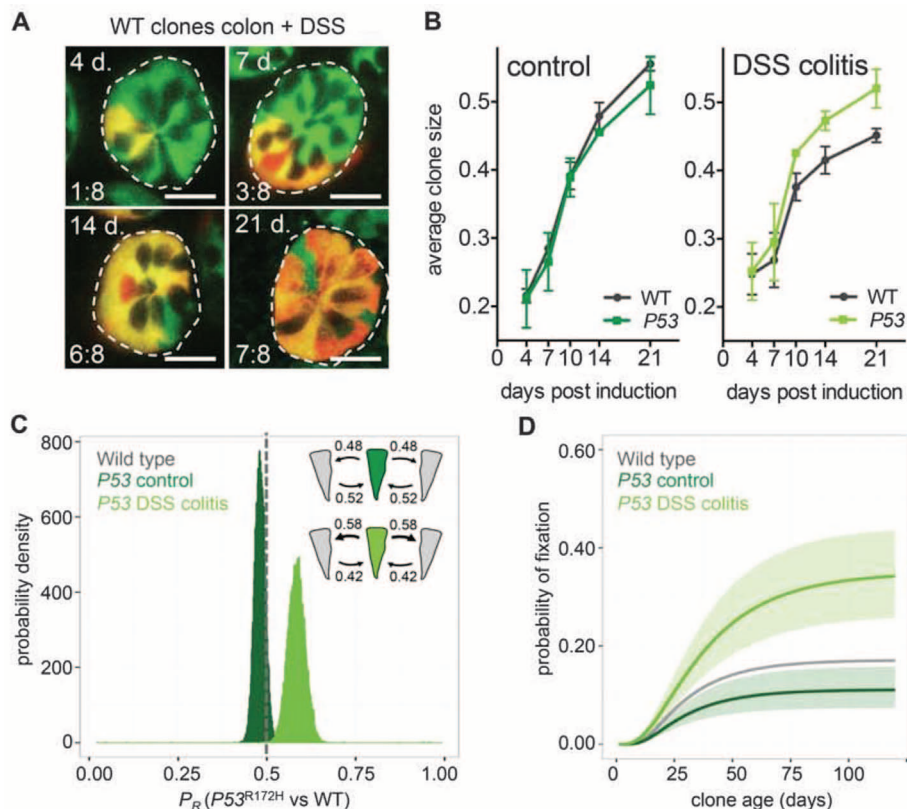 A
WT clones colon + DSS
4 d.
7 d.
1:8
3:8
14 d.
21 d.
6:8
7:8
B
control
DSS colitis
average clone size
0.5
0.4
0.3
0.2
WT
P53
0 4 7 10 14 21
days post induction
0.5
0.4
0.3
0.2
WT
P53
0 4 7 10 14 21
days post induction
C
Wild type
P53 control
P53 DSS colitis
probability density
800
600
400
200
0
0.48 0.48
0.52 0.52
0.58 0.58
0.42 0.42
0.00 0.25 0.5 0.75 1.00
PR (P53R172H vs WT)
D
Wild type
P53 control
P53 DSS colitis
probability of fixation
0.60
0.40
0.20
0.00
0 50 100
clone age (days)